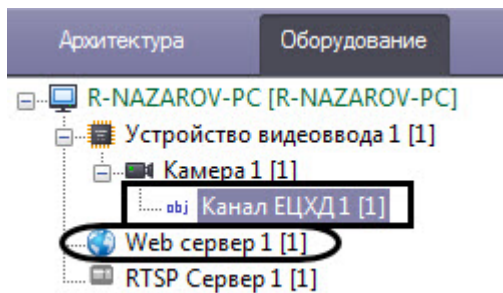 Архитектура Оборудование
R-NAZAROV-PC [R-NAZAROV-PC]
Устройство видеоввода 1 [1]
Камера 1 [1]
obj Канал ЕЦХД 1 [1]
Web сервер 1 [1]
RTSP Сервер 1 [1]